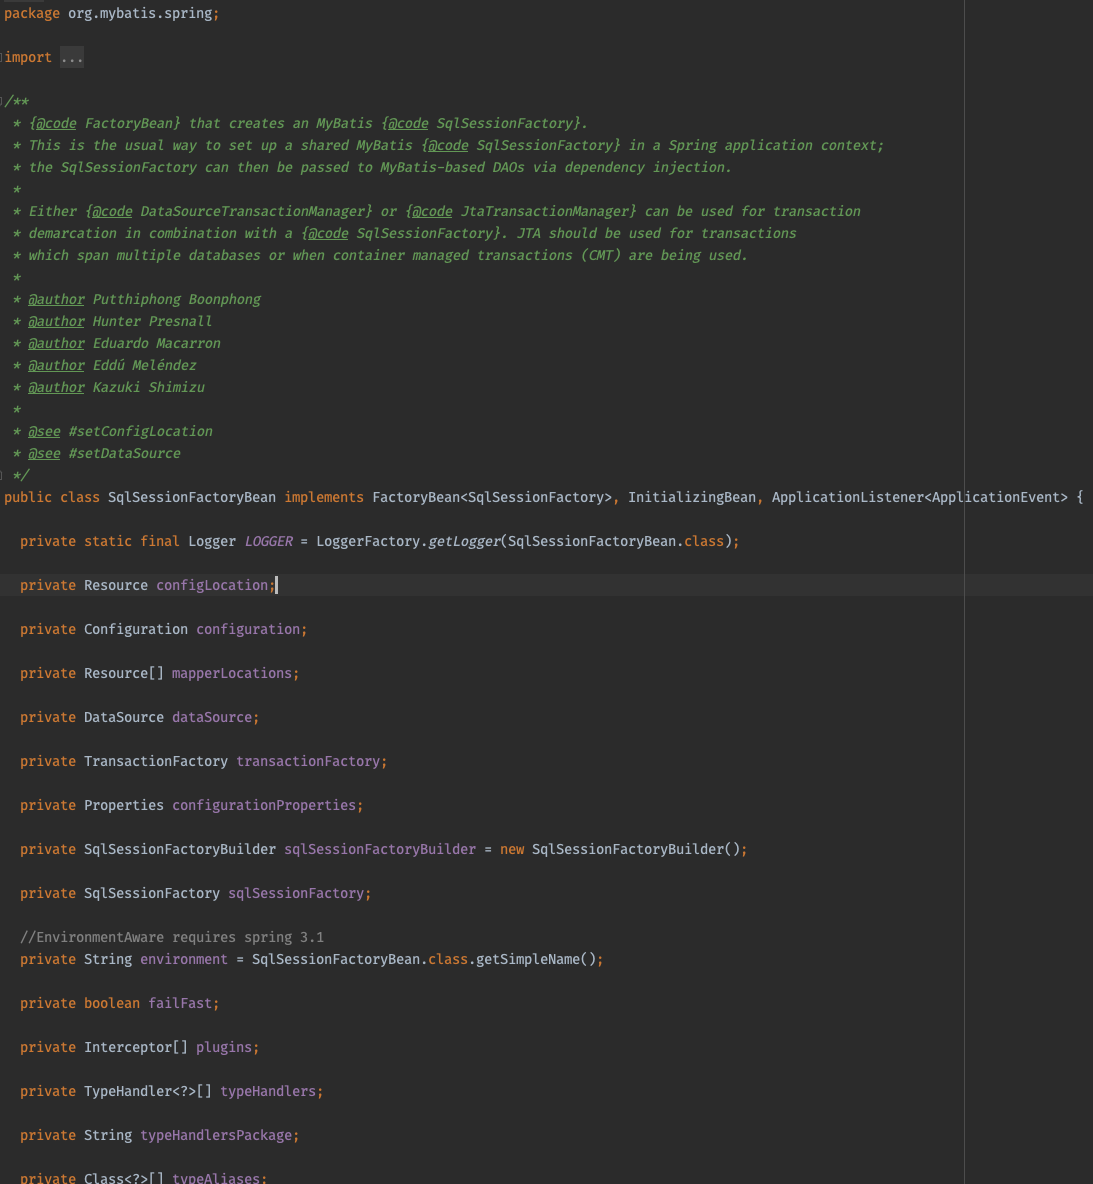 package org.mybatis.spring;
import ...
/**
* {@code FactoryBean} that creates an MyBatis {@code SqlSessionFactory}.
* This is the usual way to set up a shared MyBatis {@code SqlSessionFactory} in a Spring application context;
* the SqlSessionFactory can then be passed to MyBatis-based DAOs via dependency injection.
*
* Either {@code DataSourceTransactionManager} or {@code JtaTransactionManager} can be used for transaction
* demarcation in combination with a {@code SqlSessionFactory}. JTA should be used for transactions
* which span multiple databases or when container managed transactions (CMT) are being used.
*
* @author Putthiphong Boonphong
* @author Hunter Presnall
* @author Eduardo Macarron
* @author Eddú Meléndez
* @author Kazuki Shimizu
*
* @see #setConfigLocation
* @see #setDataSource
*/
public class SqlSessionFactoryBean implements FactoryBean<SqlSessionFactory>, InitializingBean, ApplicationListener<ApplicationEvent> {
private static final Logger LOGGER = LoggerFactory.getLogger(SqlSessionFactoryBean.class);
private Resource configLocation;
private Configuration configuration;
private Resource[] mapperLocations;
private DataSource dataSource;
private TransactionFactory transactionFactory;
private Properties configurationProperties;
private SqlSessionFactoryBuilder sqlSessionFactoryBuilder = new SqlSessionFactoryBuilder();
private SqlSessionFactory sqlSessionFactory;
//EnvironmentAware requires spring 3.1
private String environment = SqlSessionFactoryBean.class.getSimpleName();
private boolean failFast;
private Interceptor[] plugins;
private TypeHandler<?>[] typeHandlers;
private String typeHandlersPackage;
private Class<?>[] typeAliases;